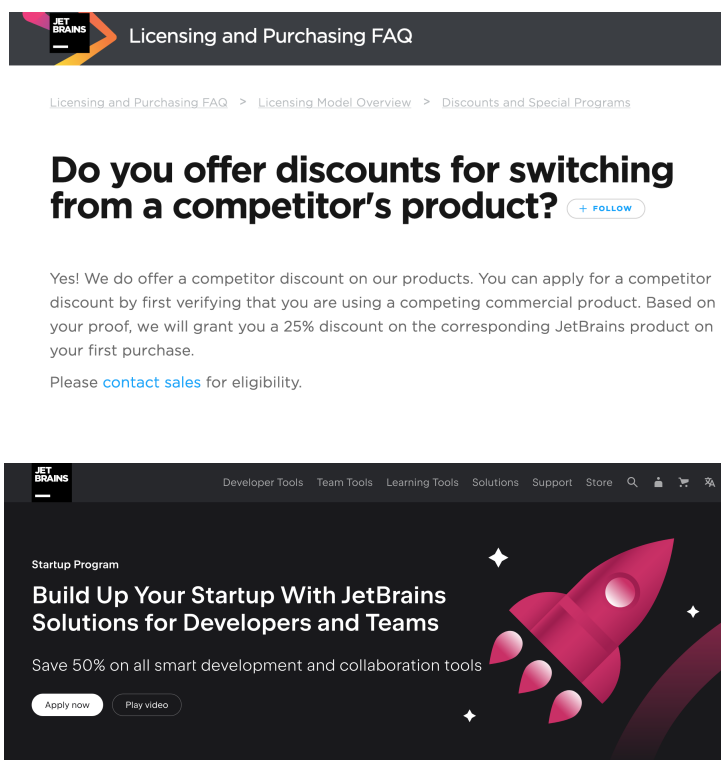 JET
BRAINS
Licensing and Purchasing FAQ
Licensing and Purchasing FAQ > Licensing Model Overview > Discounts and Special Programs
Do you offer discounts for switching
from a competitor's product? + FOLLOW
Yes! We do offer a competitor discount on our products. You can apply for a competitor
discount by first verifying that you are using a competing commercial product. Based on
your proof, we will grant you a 25% discount on the corresponding JetBrains product on
your first purchase.
Please contact sales for eligibility.
JET
BRAINS
Developer Tools Team Tools Learning Tools Solutions Support Store
Startup Program
Build Up Your Startup With JetBrains
Solutions for Developers and Teams
Save 50% on all smart development and collaboration tools
Apply now Play video